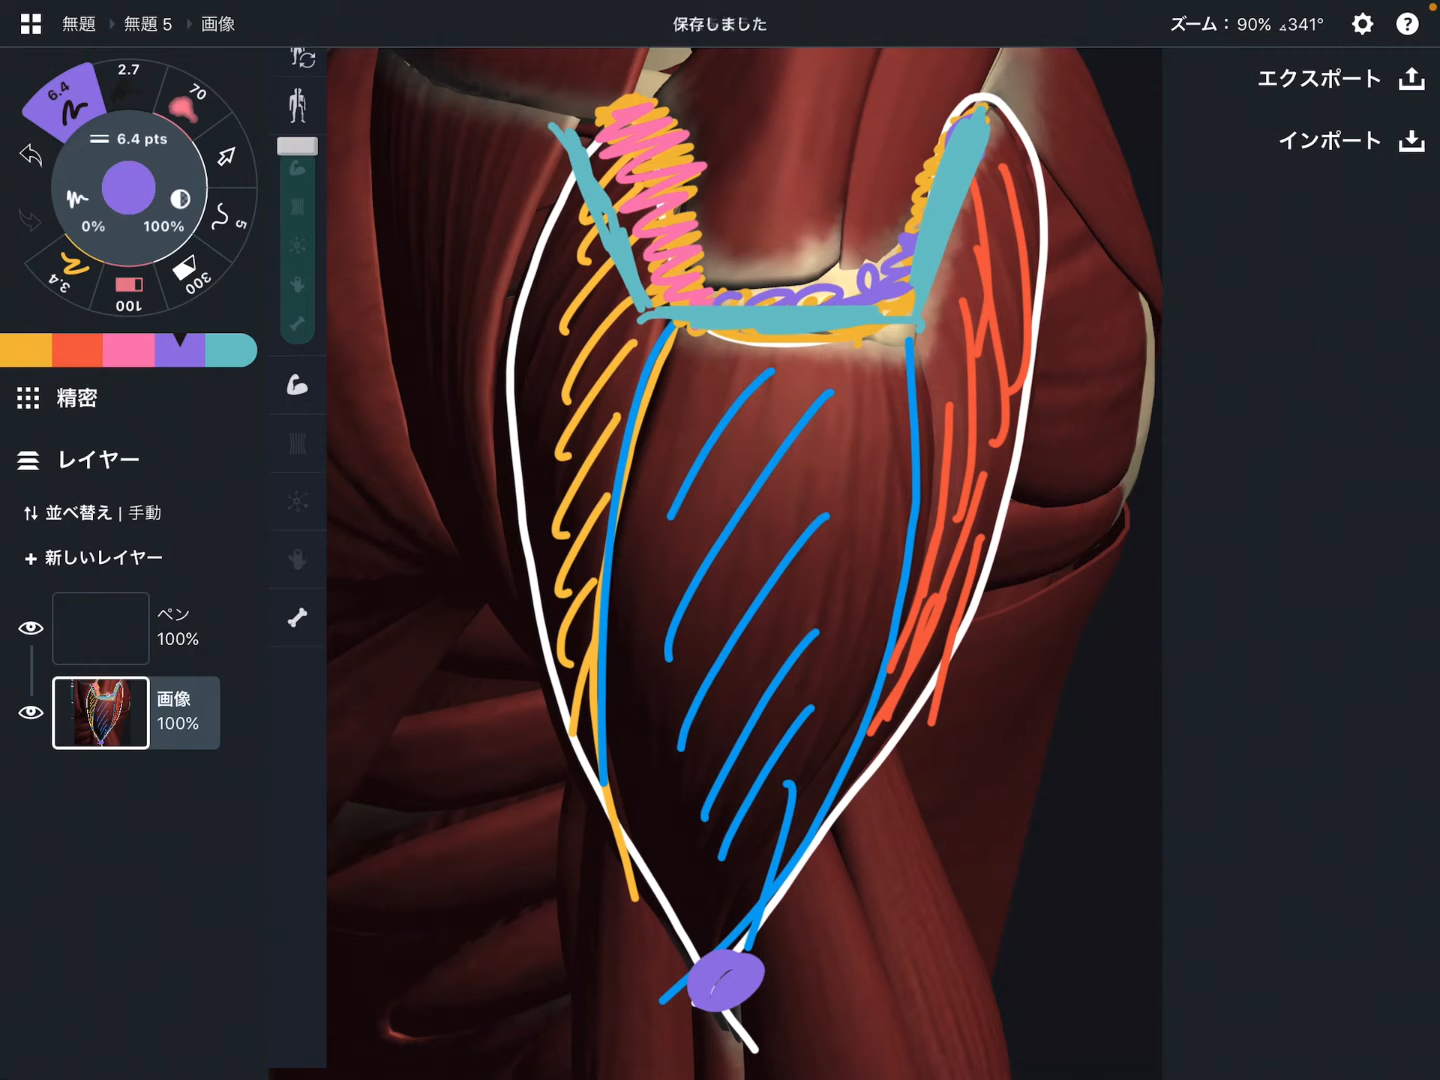 無題 無題 5 画像
保存しました
ズーム： 90% ⊿341°
エクスポート
インポート
6.4
2.7
70
5
300
100
3.4
6.4 pts
0% 100%
精密
レイヤー
並べ替え | 手動
+ 新しいレイヤー
ペン
100%
画像
100%